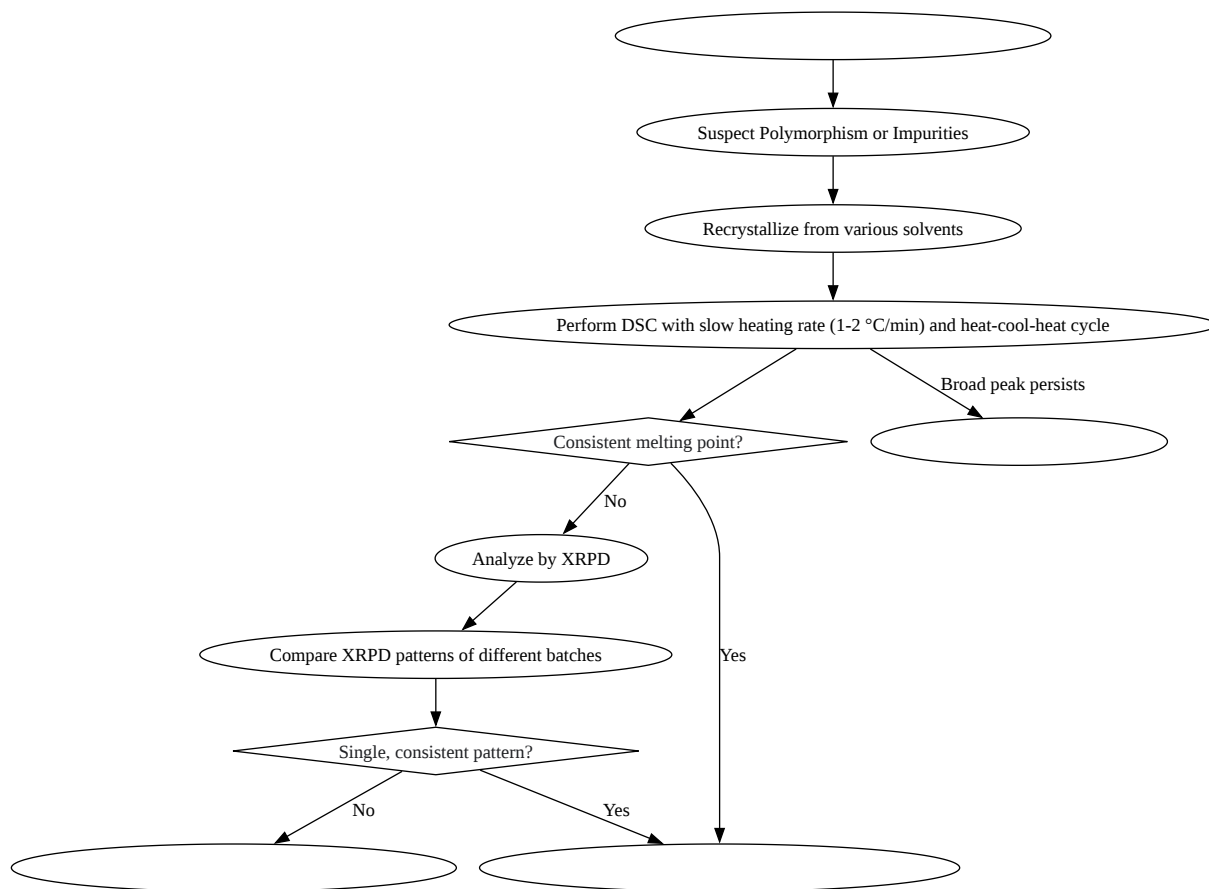 Suspect Polymorphism or Impurities
Recrystallize from various solvents
Perform DSC with slow heating rate (1-2 °C/min) and heat-cool-heat cycle
Broad peak persists
Consistent melting point?
No
Analyze by XRPD
Compare XRPD patterns of different batches
Yes
Single, consistent pattern?
No
Yes